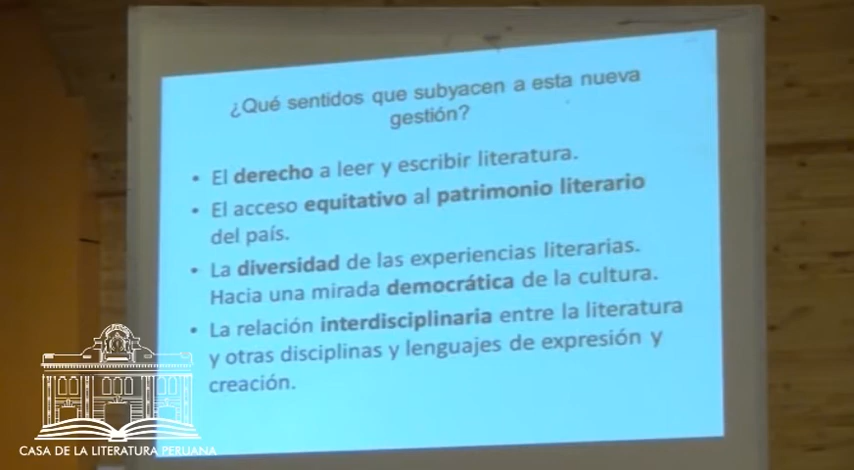 ¿Qué sentidos que subyacen a esta nueva
gestión?
• El derecho a leer y escribir literatura.
• El acceso equitativo al patrimonio literario
del país.
• La diversidad de las experiencias literarias.
Hacia una mirada democrática de la cultura.
• La relación interdisciplinaria entre la literatura
y otras disciplinas y lenguajes de expresión y
creación.
CASA DE LA LITERATURA PERUANA